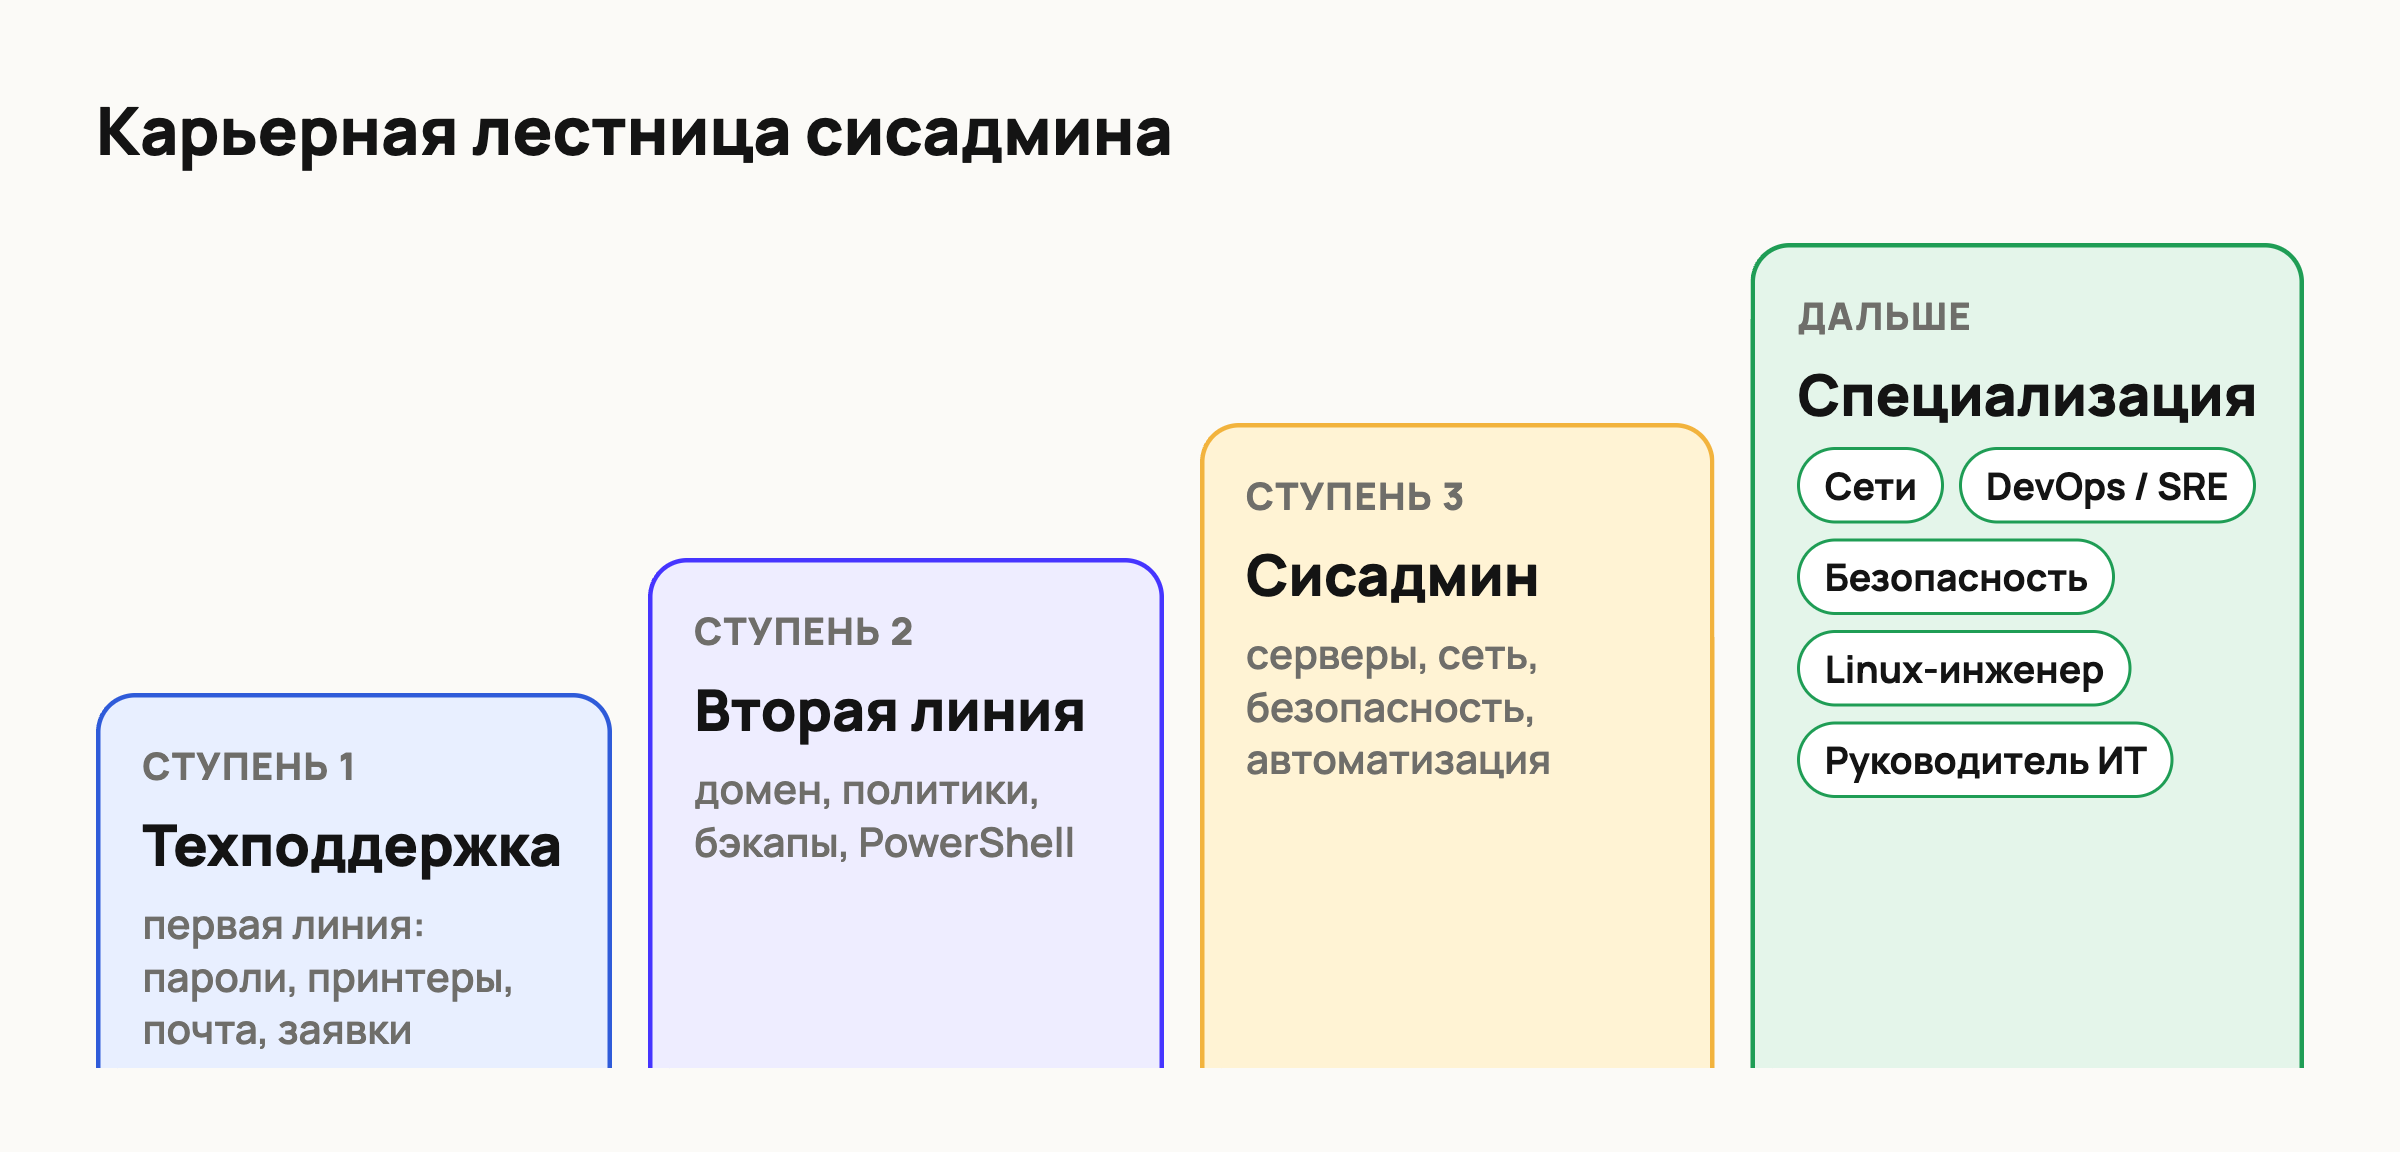 Карьерная лестница сисадмина
СТУПЕНЬ 1
Техподдержка
первая линия:
пароли, принтеры,
почта, заявки
СТУПЕНЬ 2
Вторая линия
домен, политики,
бэкапы, PowerShell
СТУПЕНЬ 3
Сисадмин
серверы, сеть,
безопасность,
автоматизация
ДАЛЬШЕ
Специализация
Сети
DevOps / SRE
Безопасность
Linux-инженер
Руководитель ИТ